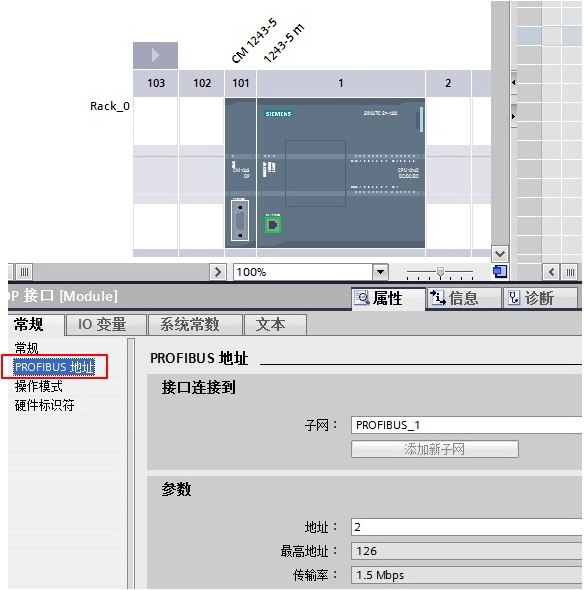 CM 1243-5
1243-5 m
103 102 101 1 2
Rack_0
SIEMENS
SIMATIC S7-1200
CM 1243
DP
CPU 1214C
DC/DC/DC
100%
DP 接口 [Module]
属性 信息 诊断
常规 IO 变量 系统常数 文本
常规
PROFIBUS 地址
操作模式
硬件标识符
PROFIBUS 地址
接口连接到
子网：
PROFIBUS_1
添加新子网
参数
地址：
2
最高地址：
126
传输率：
1.5 Mbps